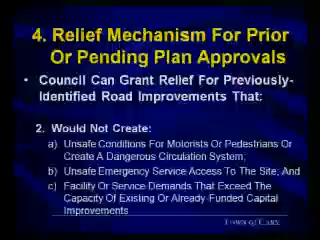 4. Relief Mechanism For Prior
Or Pending Plan Approvals
• Council Can Grant Relief For Previously-
Identified Road Improvements That:
2. Would Not Create:
a) Unsafe Conditions For Motorists Or Pedestrians Or
Create A Dangerous Circulation System;
b) Unsafe Emergency Service Access To The Site; And
c) Facility Or Service Demands That Exceed The
Capacity Of Existing Or Already-Funded Capital
Improvements
Town of Cary